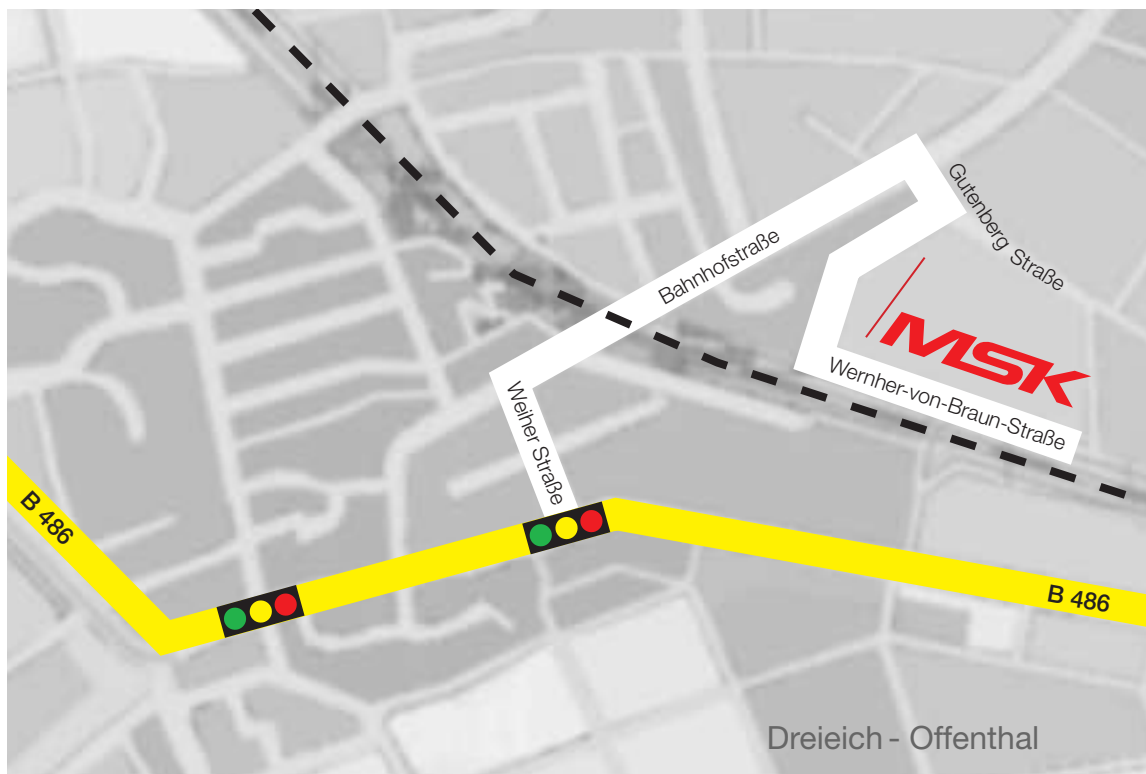 Gutenberg Straße
Bahnhofstraße
MSK
Wernher-von-Braun-Straße
Weiher Straße
B 486
B 486
Dreieich - Offenthal